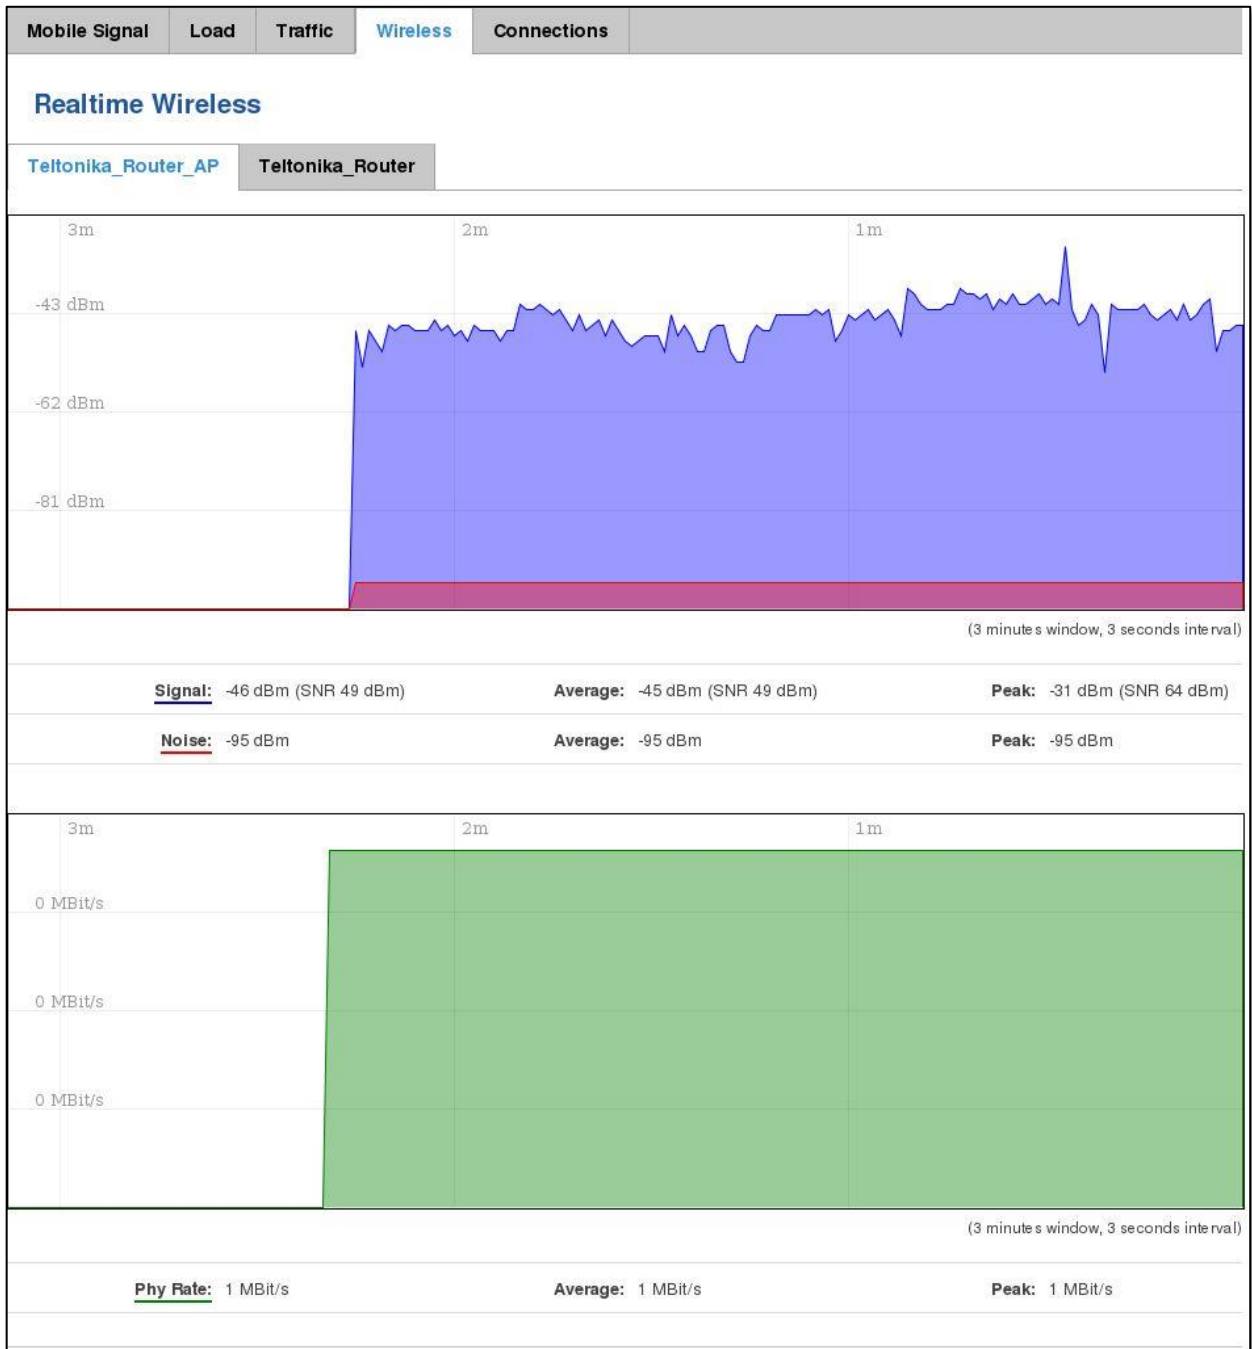 Mobile Signal Load Traffic Wireless Connections
Realtime Wireless
Teltonika_Router_AP Teltonika_Router
3m 2m 1m
-43 dBm
-62 dBm
-81 dBm
(3 minutes window, 3 seconds interval)
Signal: -46 dBm (SNR 49 dBm) Average: -45 dBm (SNR 49 dBm) Peak: -31 dBm (SNR 64 dBm)
Noise: -95 dBm Average: -95 dBm Peak: -95 dBm
3m 2m 1m
0 MBit/s
0 MBit/s
0 MBit/s
(3 minutes window, 3 seconds interval)
Phy Rate: 1 MBit/s Average: 1 MBit/s Peak: 1 MBit/s